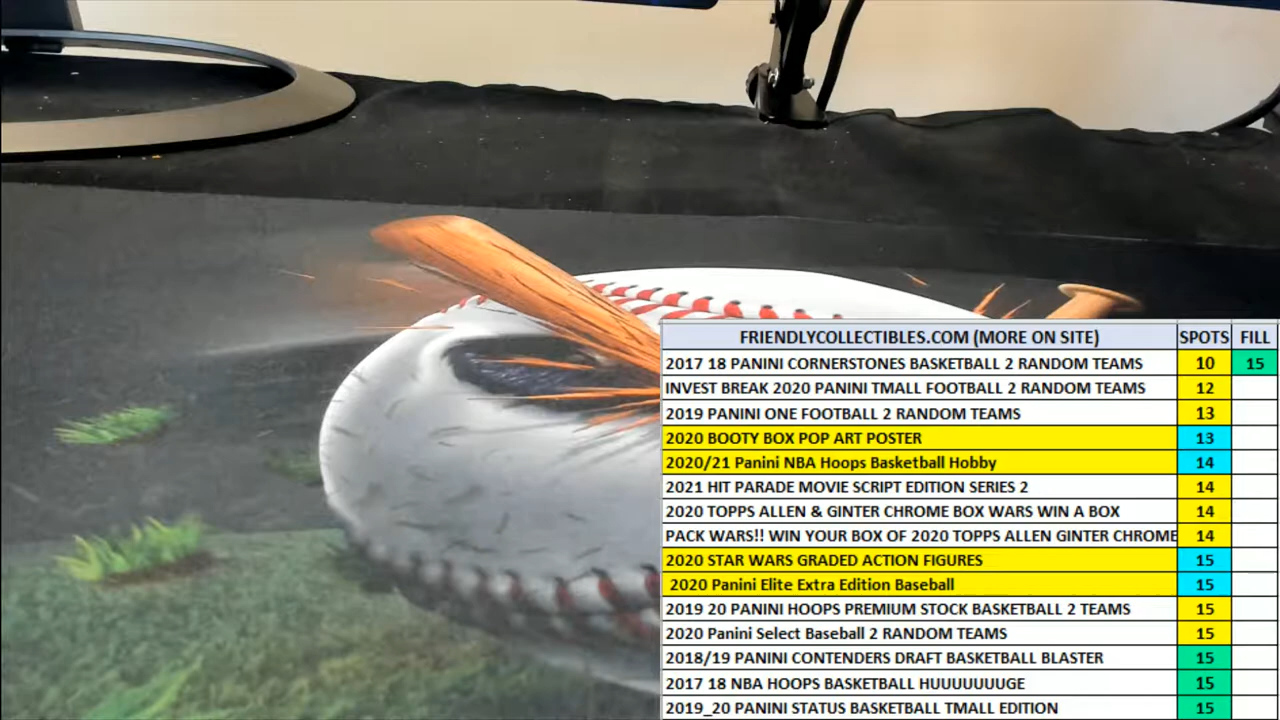 FRIENDLYCOLLECTIBLES.COM (MORE ON SITE) SPOTS FILL
2017 18 PANINI CORNERSTONES BASKETBALL 2 RANDOM TEAMS 10 15
INVEST BREAK 2020 PANINI TMALL FOOTBALL 2 RANDOM TEAMS 12
2019 PANINI ONE FOOTBALL 2 RANDOM TEAMS 13
2020 BOOTY BOX POP ART POSTER 13
2020/21 Panini NBA Hoops Basketball Hobby 14
2021 HIT PARADE MOVIE SCRIPT EDITION SERIES 2 14
2020 TOPPS ALLEN & GINTER CHROME BOX WARS WIN A BOX 14
PACK WARS!! WIN YOUR BOX OF 2020 TOPPS ALLEN GINTER CHROME 14
2020 STAR WARS GRADED ACTION FIGURES 15
2020 Panini Elite Extra Edition Baseball 15
2019 20 PANINI HOOPS PREMIUM STOCK BASKETBALL 2 TEAMS 15
2020 Panini Select Baseball 2 RANDOM TEAMS 15
2018/19 PANINI CONTENDERS DRAFT BASKETBALL BLASTER 15
2017 18 NBA HOOPS BASKETBALL HUUUUUUUGE 15
2019_20 PANINI STATUS BASKETBALL TMALL EDITION 15